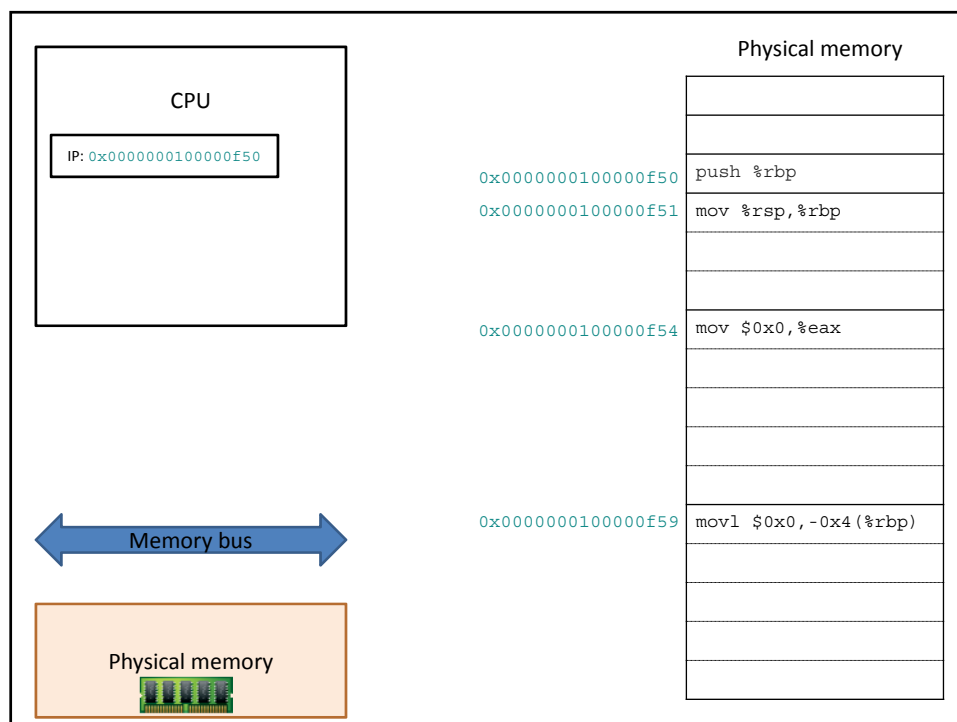 Physical memory
CPU
IP: 0x0000000100000f50
0x0000000100000f50 push %rbp
0x0000000100000f51 mov %rsp,%rbp
0x0000000100000f54 mov $0x0,%eax
0x0000000100000f59 movl $0x0,-0x4(%rbp)
Memory bus
Physical memory